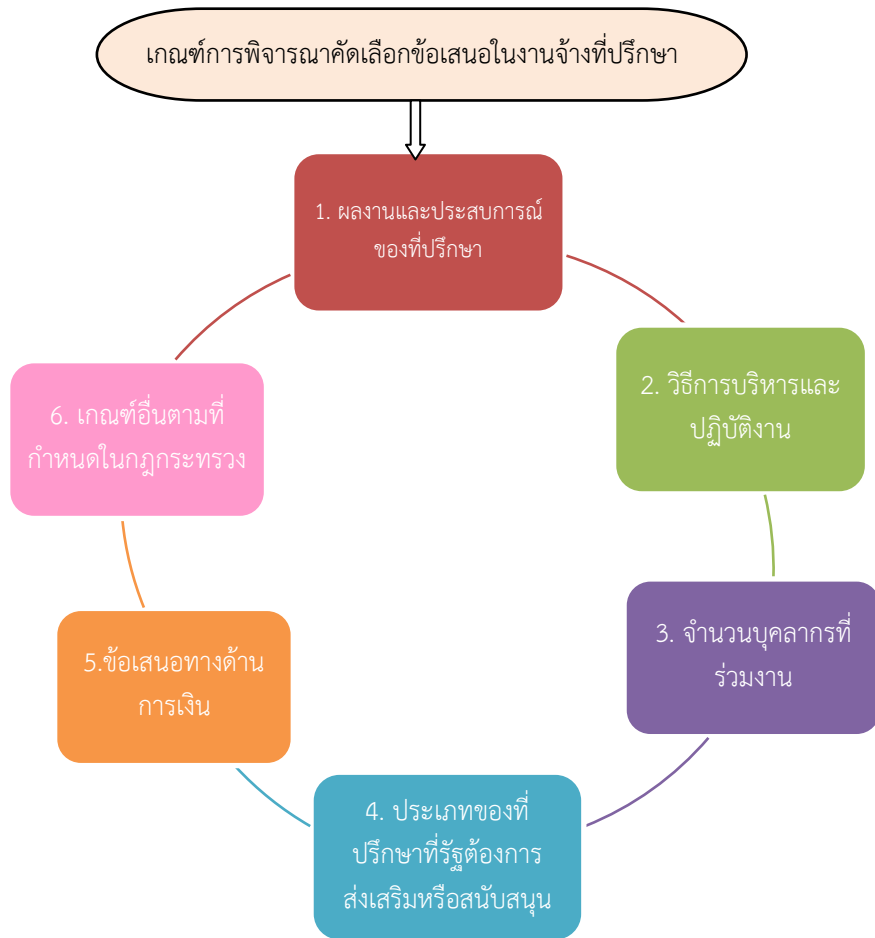 เกณฑ์การพิจารณาคัดเลือกข้อเสนอในงานจ้างที่ปรึกษา
1. ผลงานและประสบการณ์
ของที่ปรึกษา
2. วิธีการบริหารและ
ปฏิบัติงาน
3. จำนวนบุคลากรที่
ร่วมงาน
4. ประเภทของที่
ปรึกษาที่รัฐต้องการ
ส่งเสริมหรือสนับสนุน
5.ข้อเสนอทางด้าน
การเงิน
6. เกณฑ์อื่นตามที่
กำหนดในกฎกระทรวง